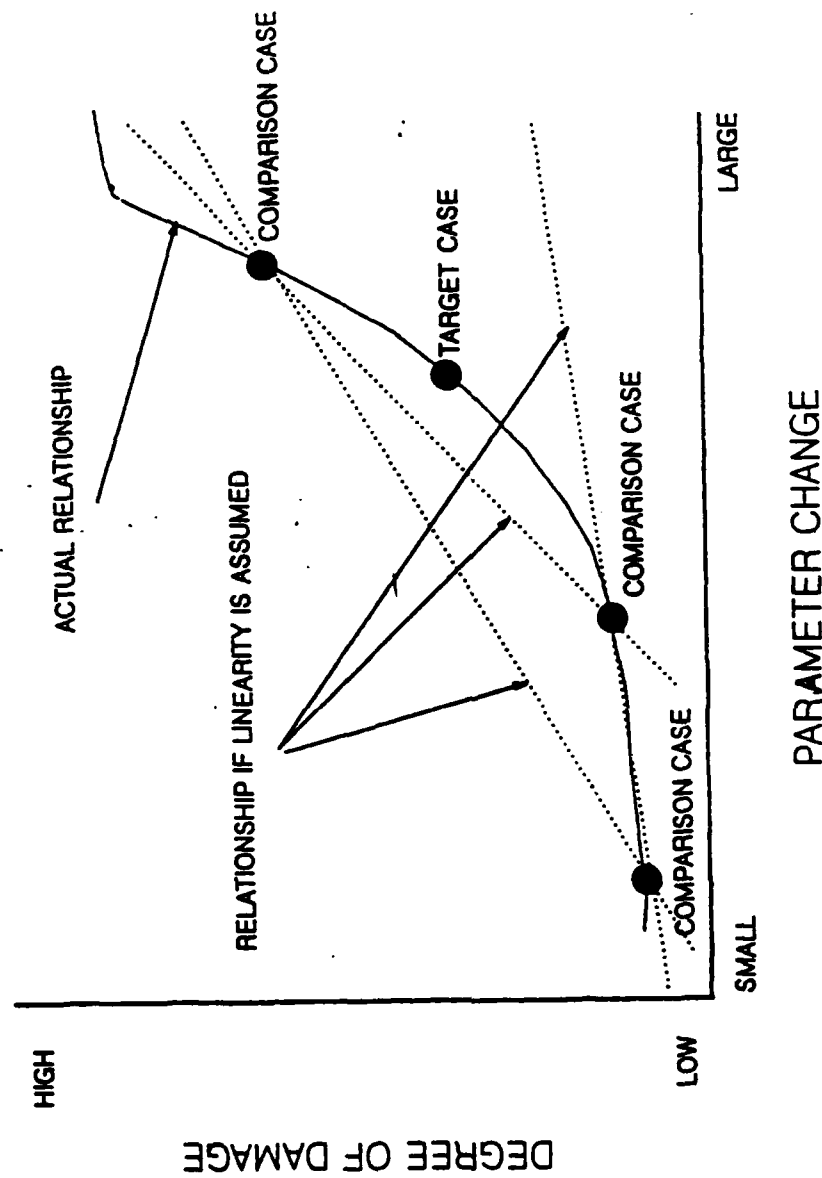 ACTUAL RELATIONSHIP
RELATIONSHIP IF LINEARITY IS ASSUMED
COMPARISON CASE
TARGET CASE
COMPARISON CASE
COMPARISON CASE
HIGH
LOW
DEGREE OF DAMAGE
SMALL
LARGE
PARAMETER CHANGE